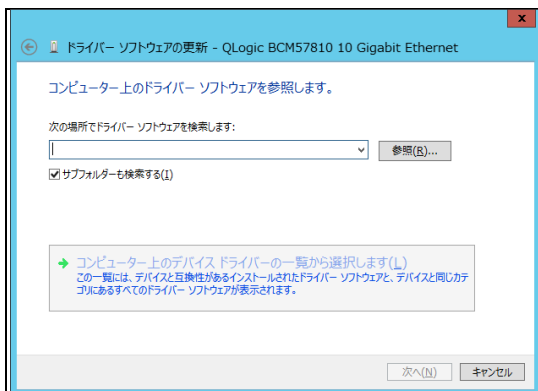 x
ドライバー ソフトウェアの更新 - QLogic BCM57810 10 Gigabit Ethernet
コンピューター上のドライバー ソフトウェアを参照します。
次の場所でドライバー ソフトウェアを検索します:
参照(R)...
サブフォルダーも検索する(I)
コンピューター上のデバイス ドライバーの一覧から選択します(L)
この一覧には、デバイスと互換性があるインストールされたドライバー ソフトウェアと、デバイスと同じカテ
ゴリにあるすべてのドライバー ソフトウェアが表示されます。
次へ(N) キャンセル